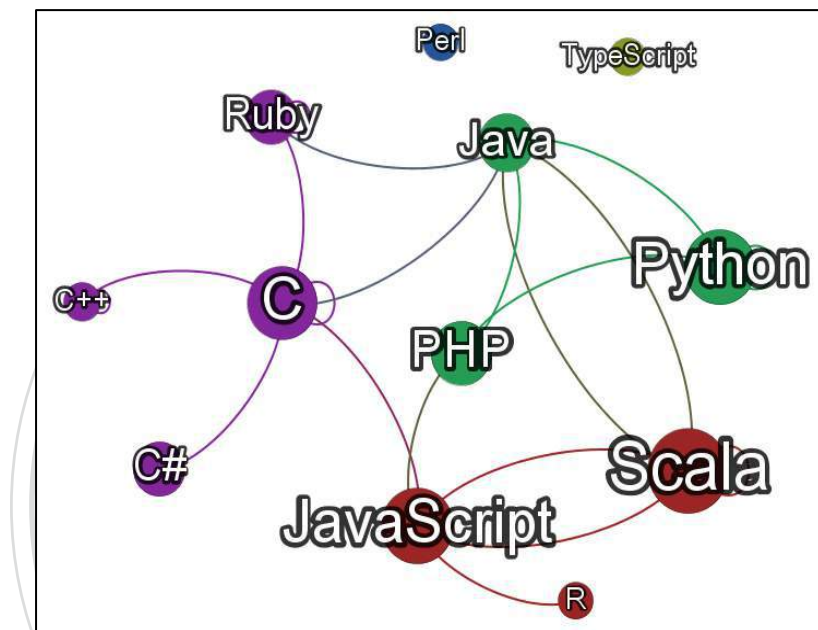 Perl
TypeScript
Ruby
Java
Python
C++
C
PHP
C#
Scala
JavaScript
R